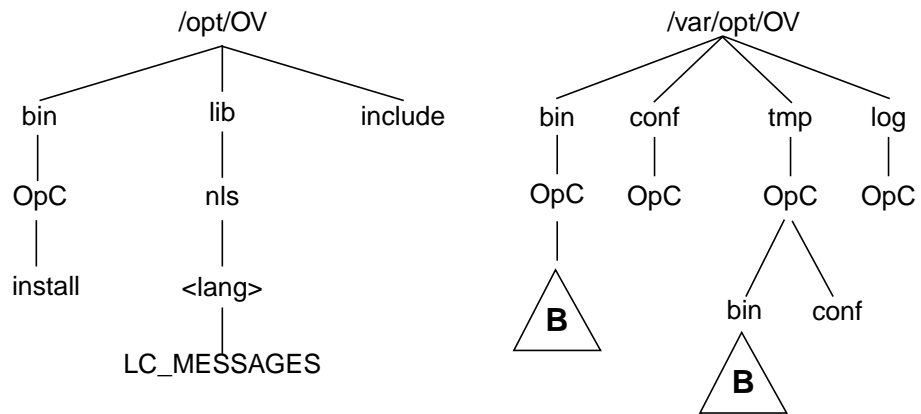 /opt/OV /var/opt/OV
bin lib include bin conf tmp log
OpC nls OpC OpC OpC OpC
install <lang> B bin conf
LC_MESSAGES B